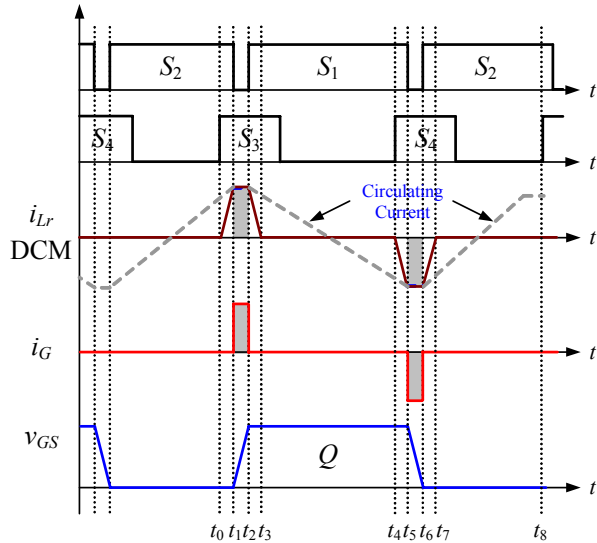 S2 S1 S2 t
S4 S3 S4 t
Circulating
Current
iLr
DCM
t
iG t
vGS Q t
t0 t1 t2 t3 t4 t5 t6 t7 t8